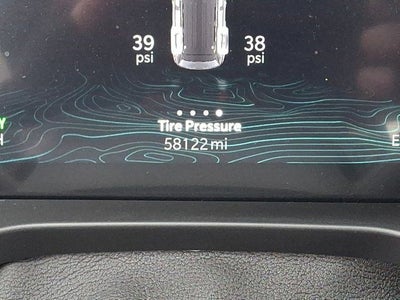 39 38
psi psi
Tire Pressure
58122 mi